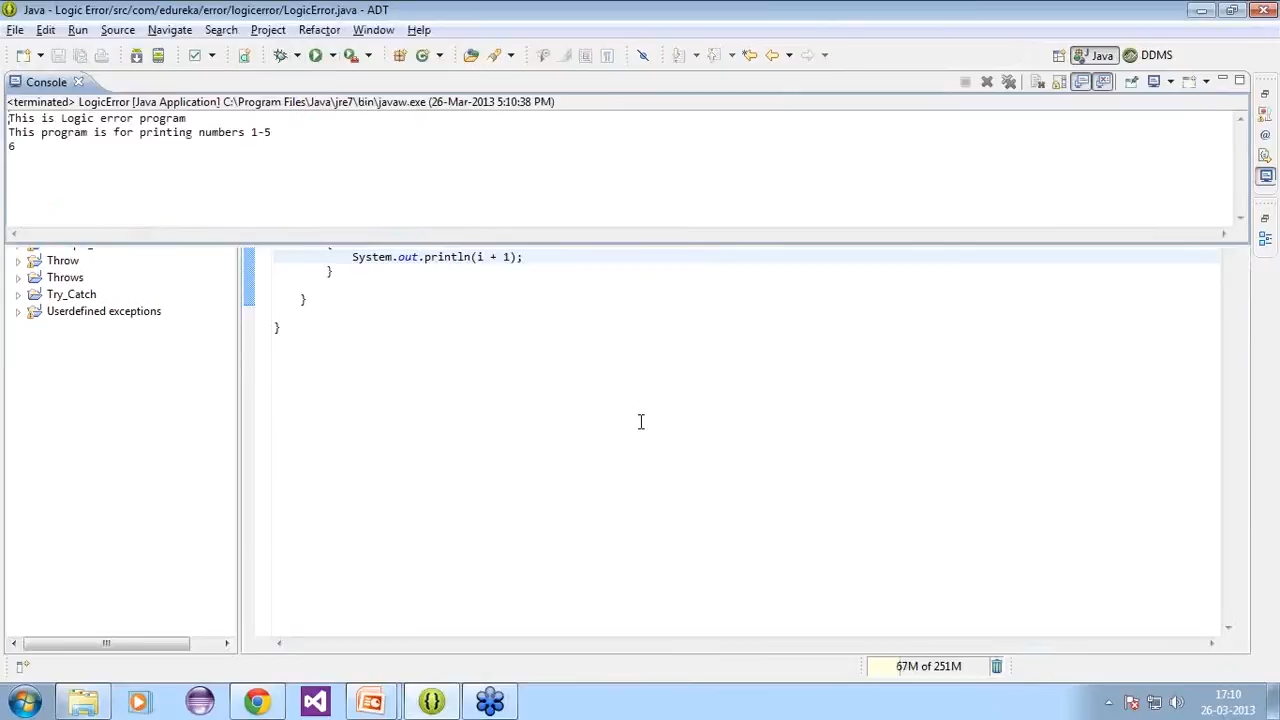 Java - Logic Error/src/com/edureka/error/logicerror/LogicError.java - ADT
File Edit Run Source Navigate Search Project Refactor Window Help
Java DDMS
Console
<terminated> LogicError [Java Application] C:\Program Files\Java\jre7\bin\javaw.exe (26-Mar-2013 5:10:38 PM)
This is Logic error program
This program is for printing numbers 1-5
6
System.out.println(i + 1);
}
}
}
Throw
Throws
Try_Catch
Userdefined exceptions
67M of 251M
17:10
26-03-2013